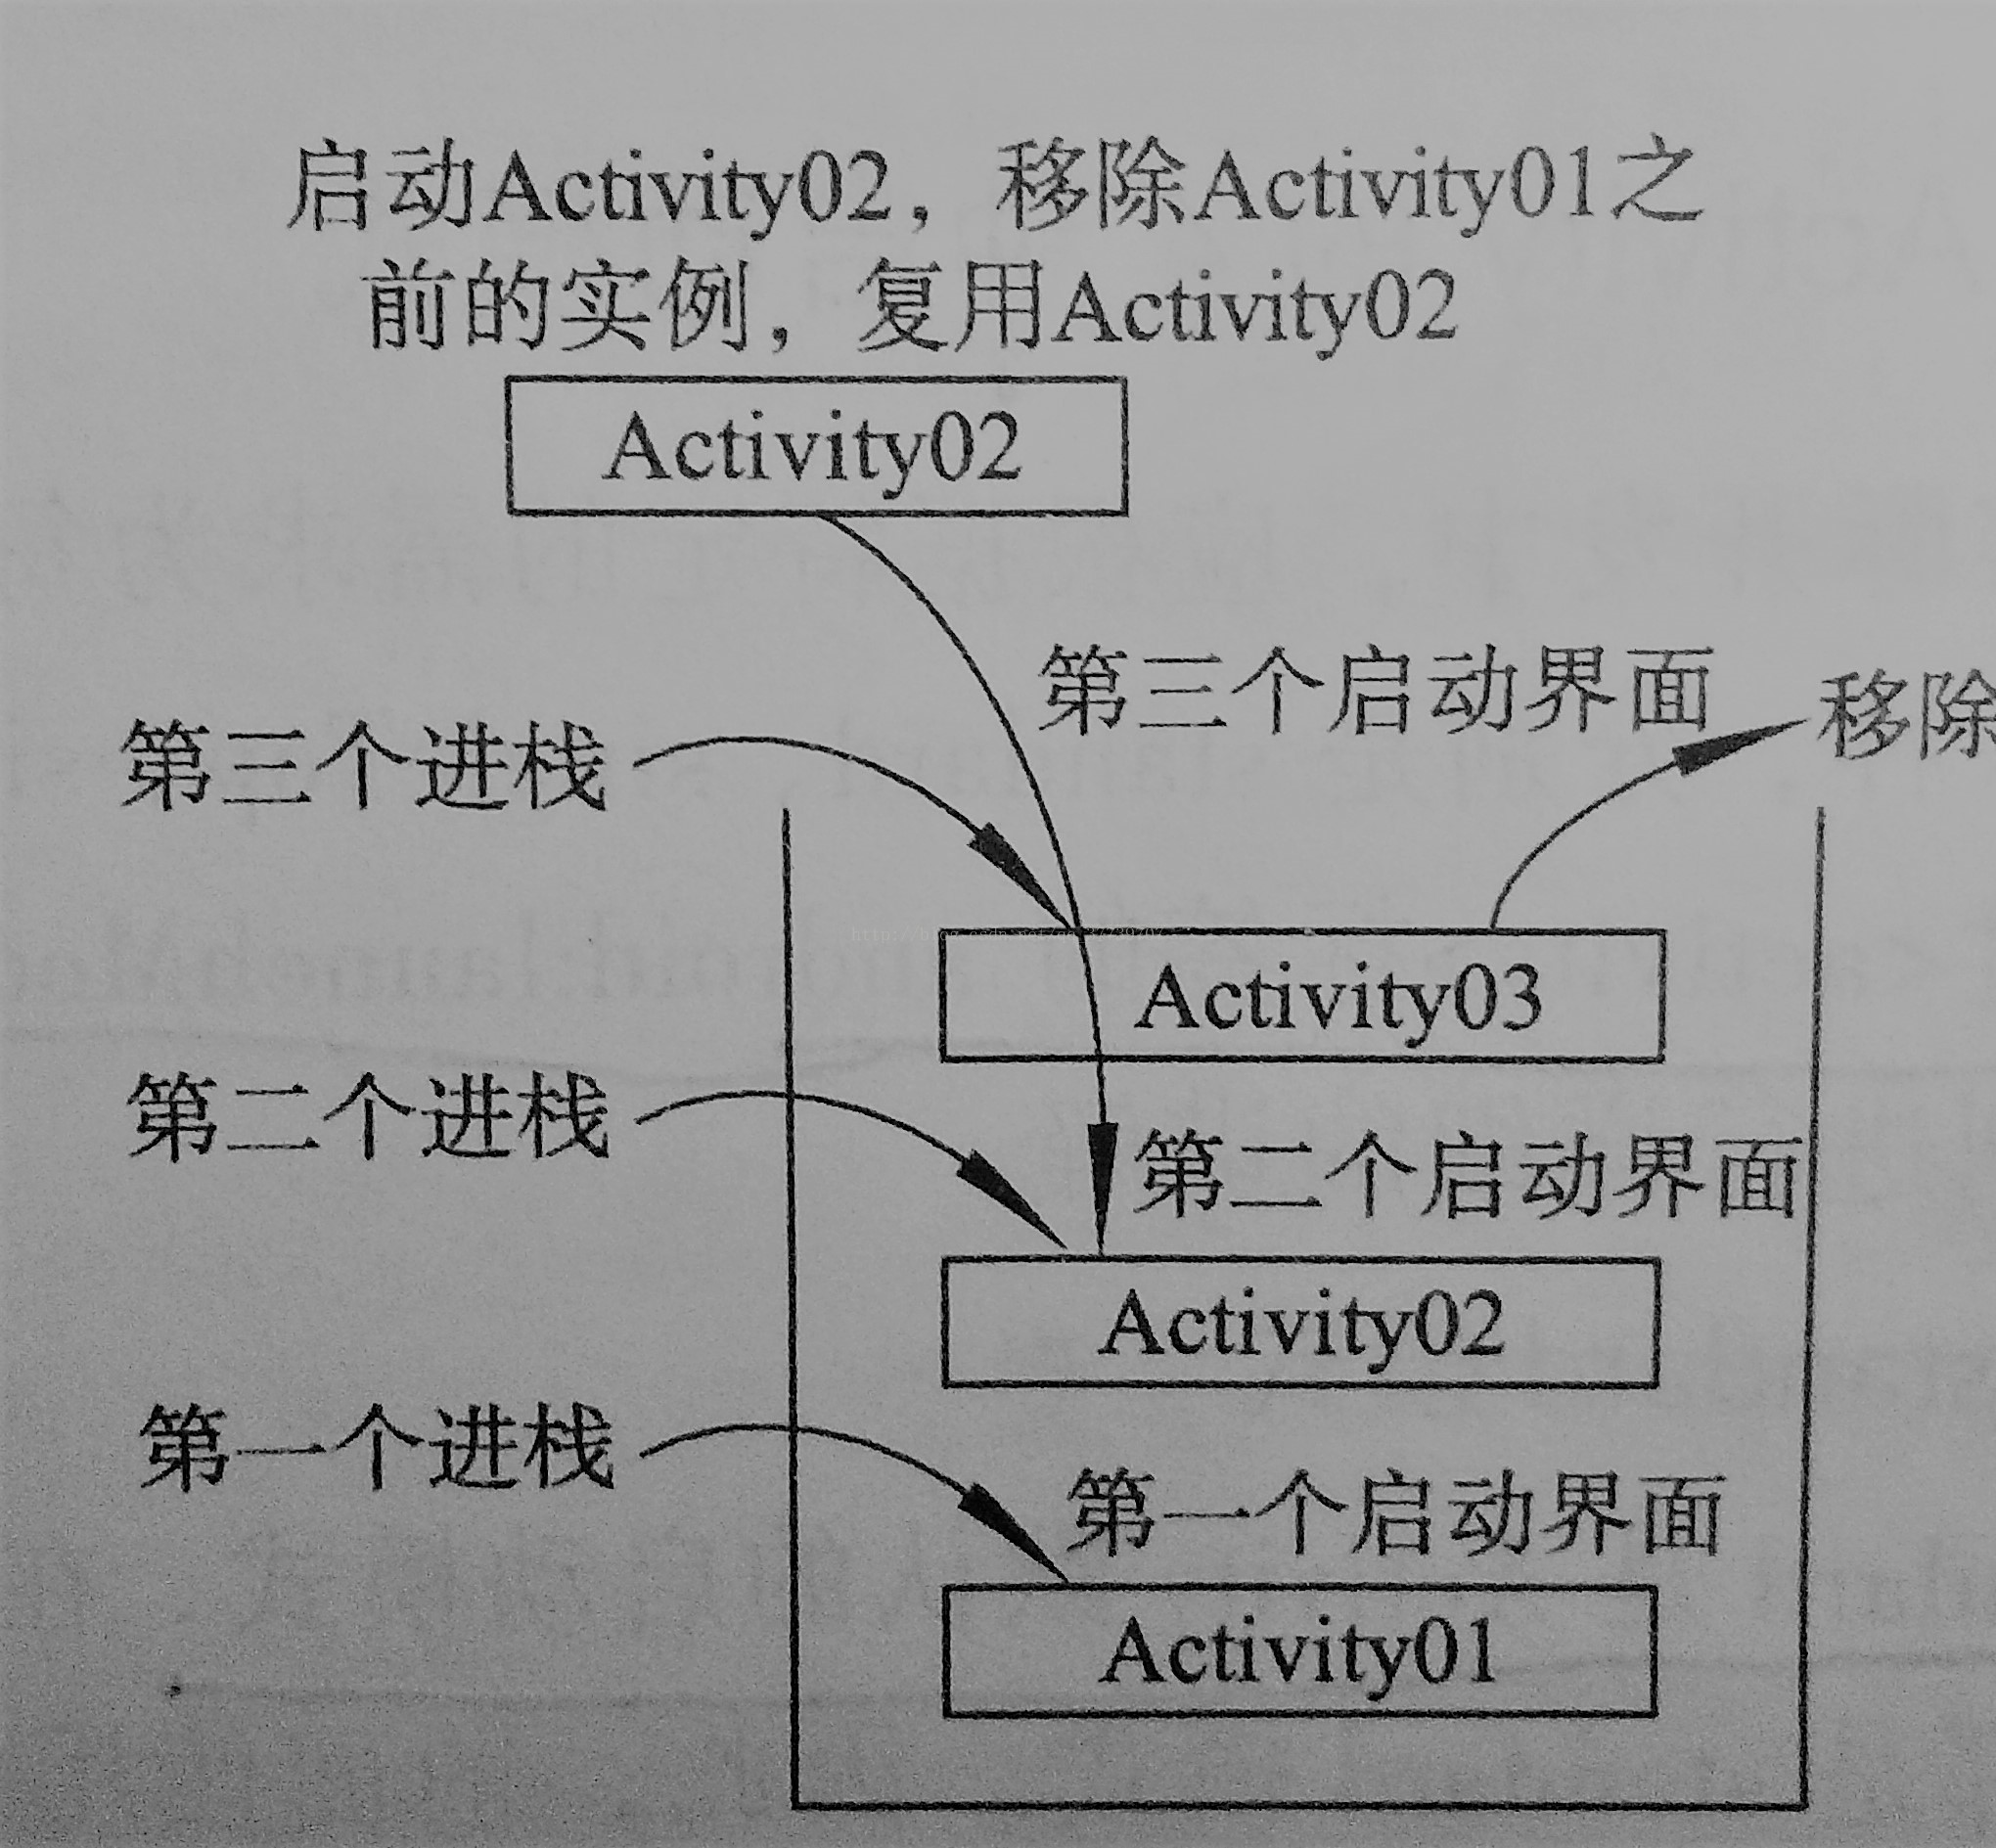 启动Activity02，移除Activity01之
前的实例，复用Activity02
Activity02
第三个启动界面
移除
第三个进栈
Activity03
第二个进栈
第二个启动界面
Activity02
第一个进栈
第一个启动界面
Activity01